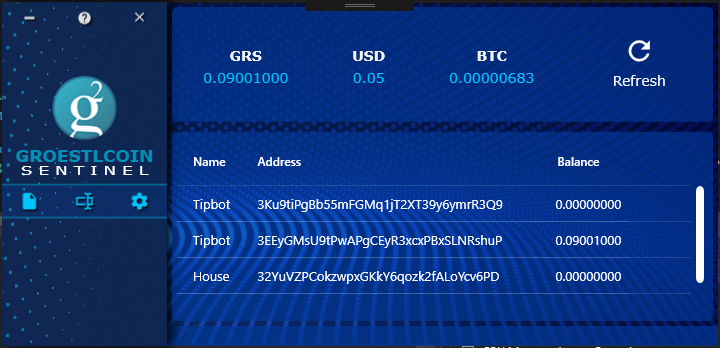 GRS USD BTC
0.09001000 0.05 0.00000683
Refresh
g2
GROESTLCOIN
SENTINEL
Name Address Balance
Tipbot 3Ku9tiPgBb55mFGMq1jT2XT39y6ymrR3Q9 0.00000000
Tipbot 3EEyGMsU9tPwAPgCEyR3xcxPBxSLNRshuP 0.09001000
House 32YuVZPCokzwpxGKkY6qozk2fALoYcv6PD 0.00000000